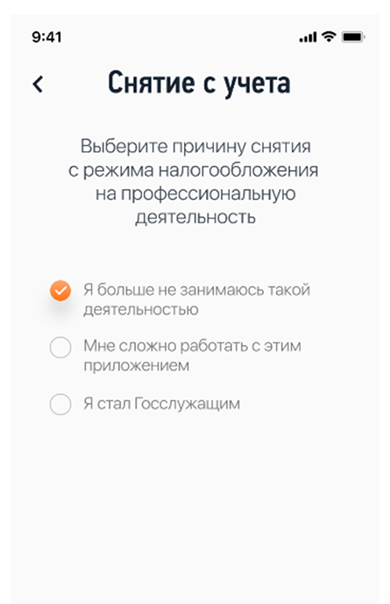 9:41
Снятие с учета
Выберите причину снятия
с режима налогообложения
на профессиональную
деятельность
Я больше не занимаюсь такой
деятельностью
Мне сложно работать с этим
приложением
Я стал Госслужащим